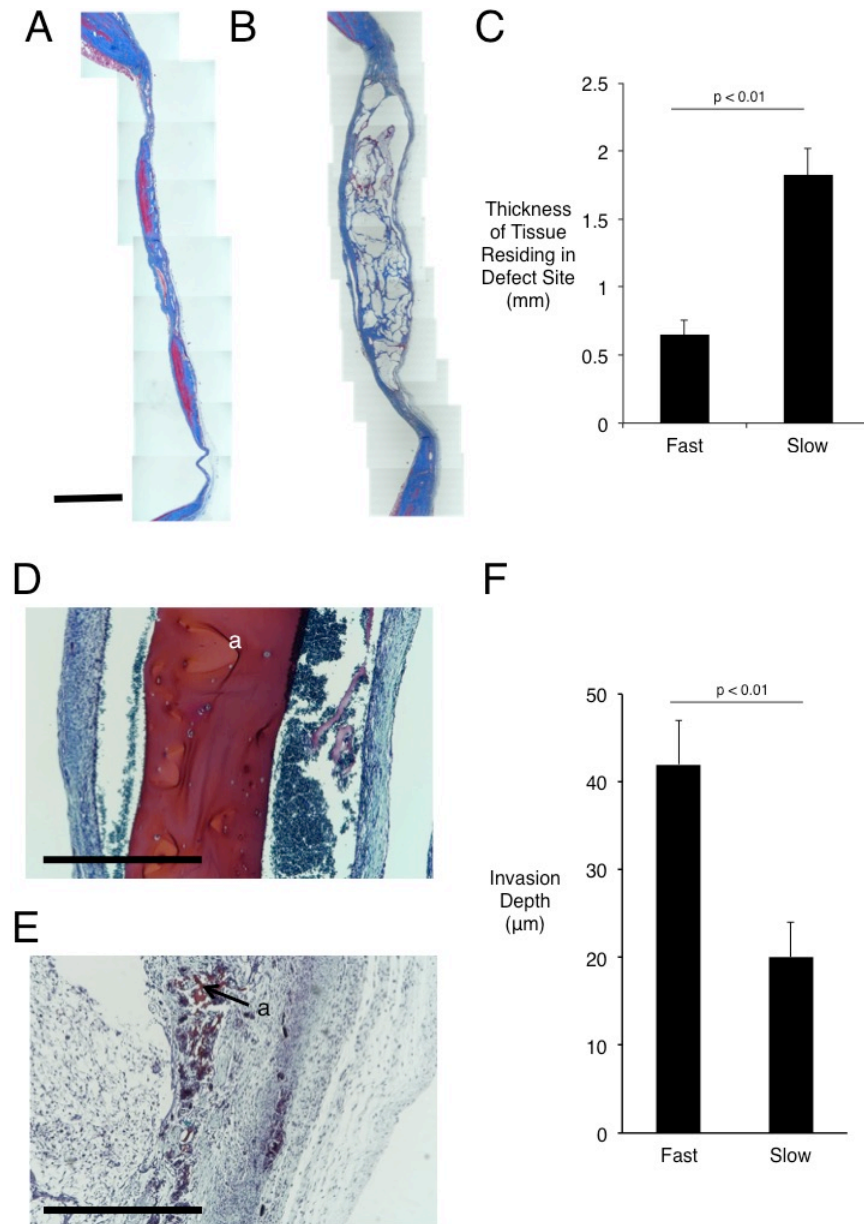 A
B
C
2.5
2
1.5
1
0.5
0
p < 0.01
Thickness
of Tissue
Residing in
Defect Site
(mm)
Fast
Slow
D
a
E
a
F
50
40
30
20
10
0
p < 0.01
Invasion
Depth
(µm)
Fast
Slow